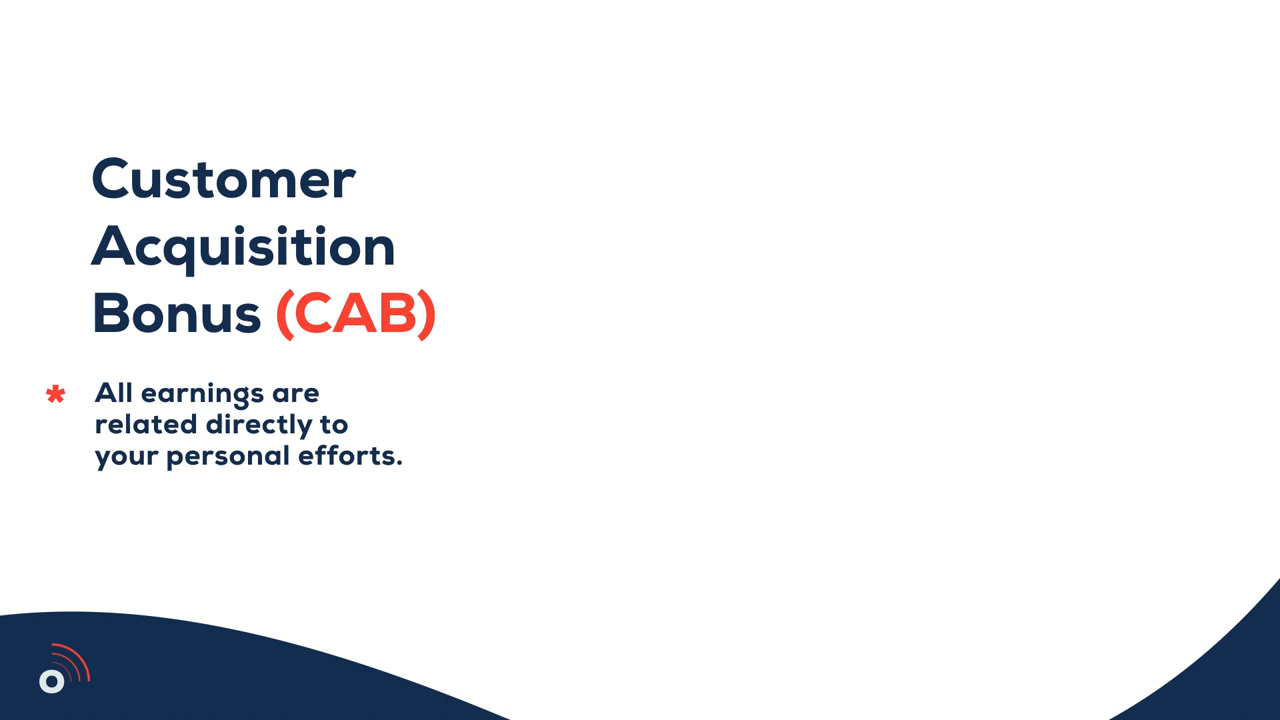 Customer
Acquisition
Bonus (CAB)
* All earnings are
related directly to
your personal efforts.